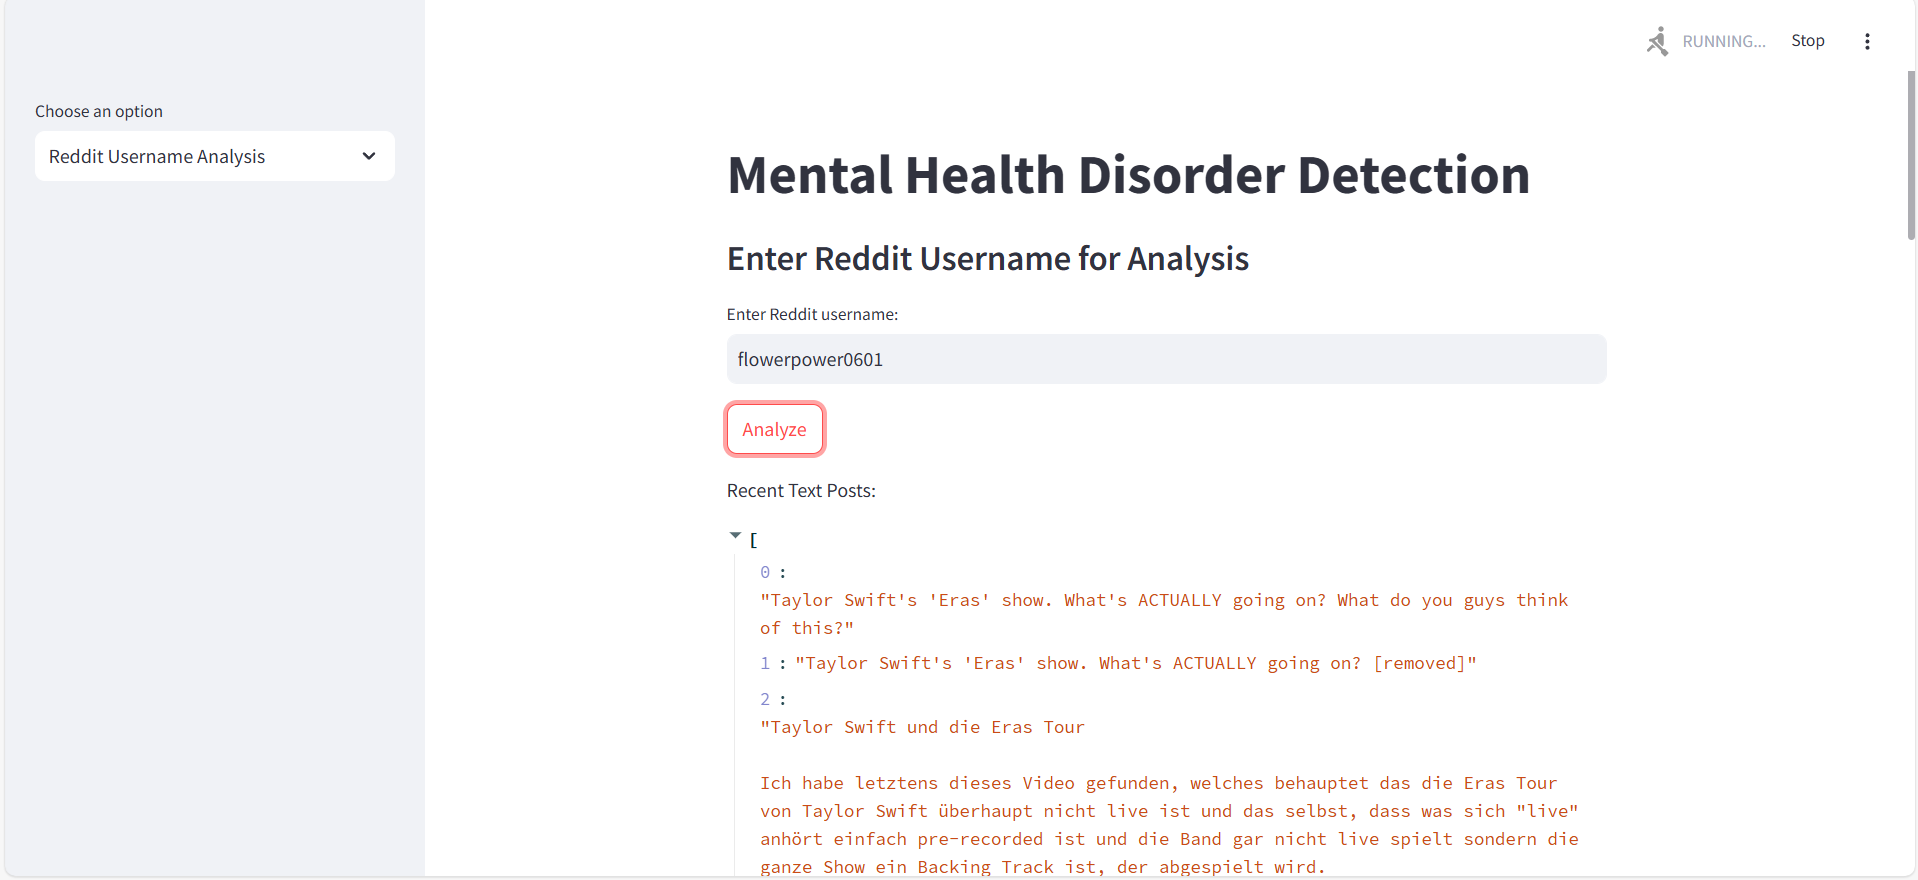 RUNNING...
Stop
Choose an option
Reddit Username Analysis
Mental Health Disorder Detection
Enter Reddit Username for Analysis
Enter Reddit username:
flowerpower0601
Analyze
Recent Text Posts:
[
0 :
"Taylor Swift's 'Eras' show. What's ACTUALLY going on? What do you guys think
of this?"
1 : "Taylor Swift's 'Eras' show. What's ACTUALLY going on? [removed]"
2 :
"Taylor Swift und die Eras Tour
Ich habe letztens dieses Video gefunden, welches behauptet das die Eras Tour
von Taylor Swift überhaupt nicht live ist und das selbst, dass was sich "live"
anhört einfach pre-recorded ist und die Band gar nicht live spielt sondern die
ganze Show ein Backing Track ist, der abgespielt wird.